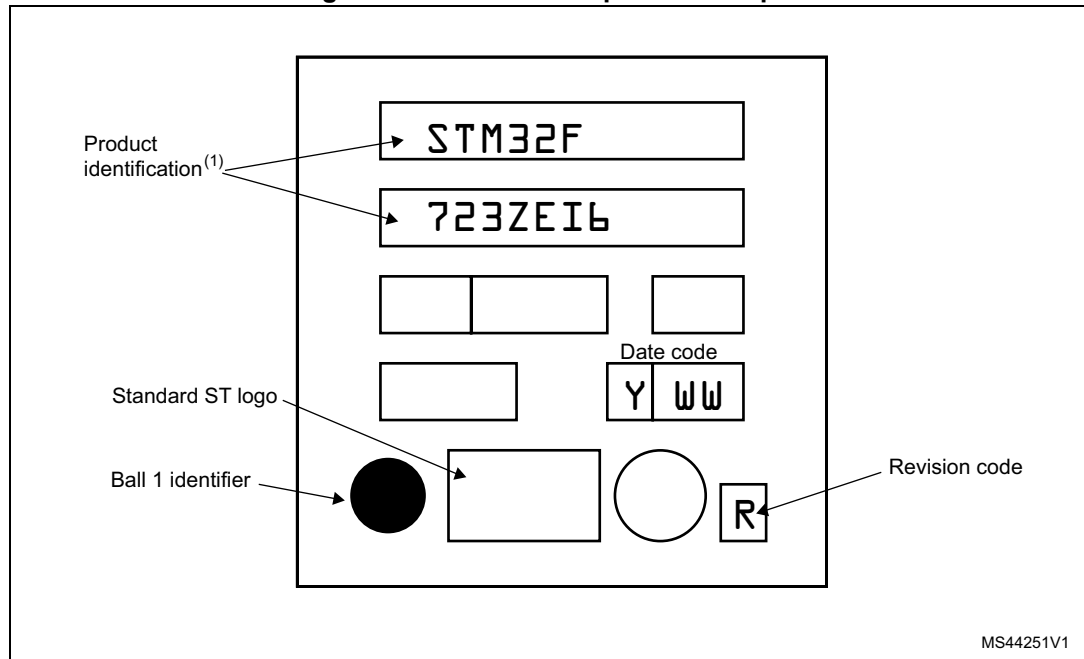 STM32F
Product
identification(1)
723ZEI6
Date code
Y WW
Standard ST logo
Ball 1 identifier
Revision code
R
MS44251V1